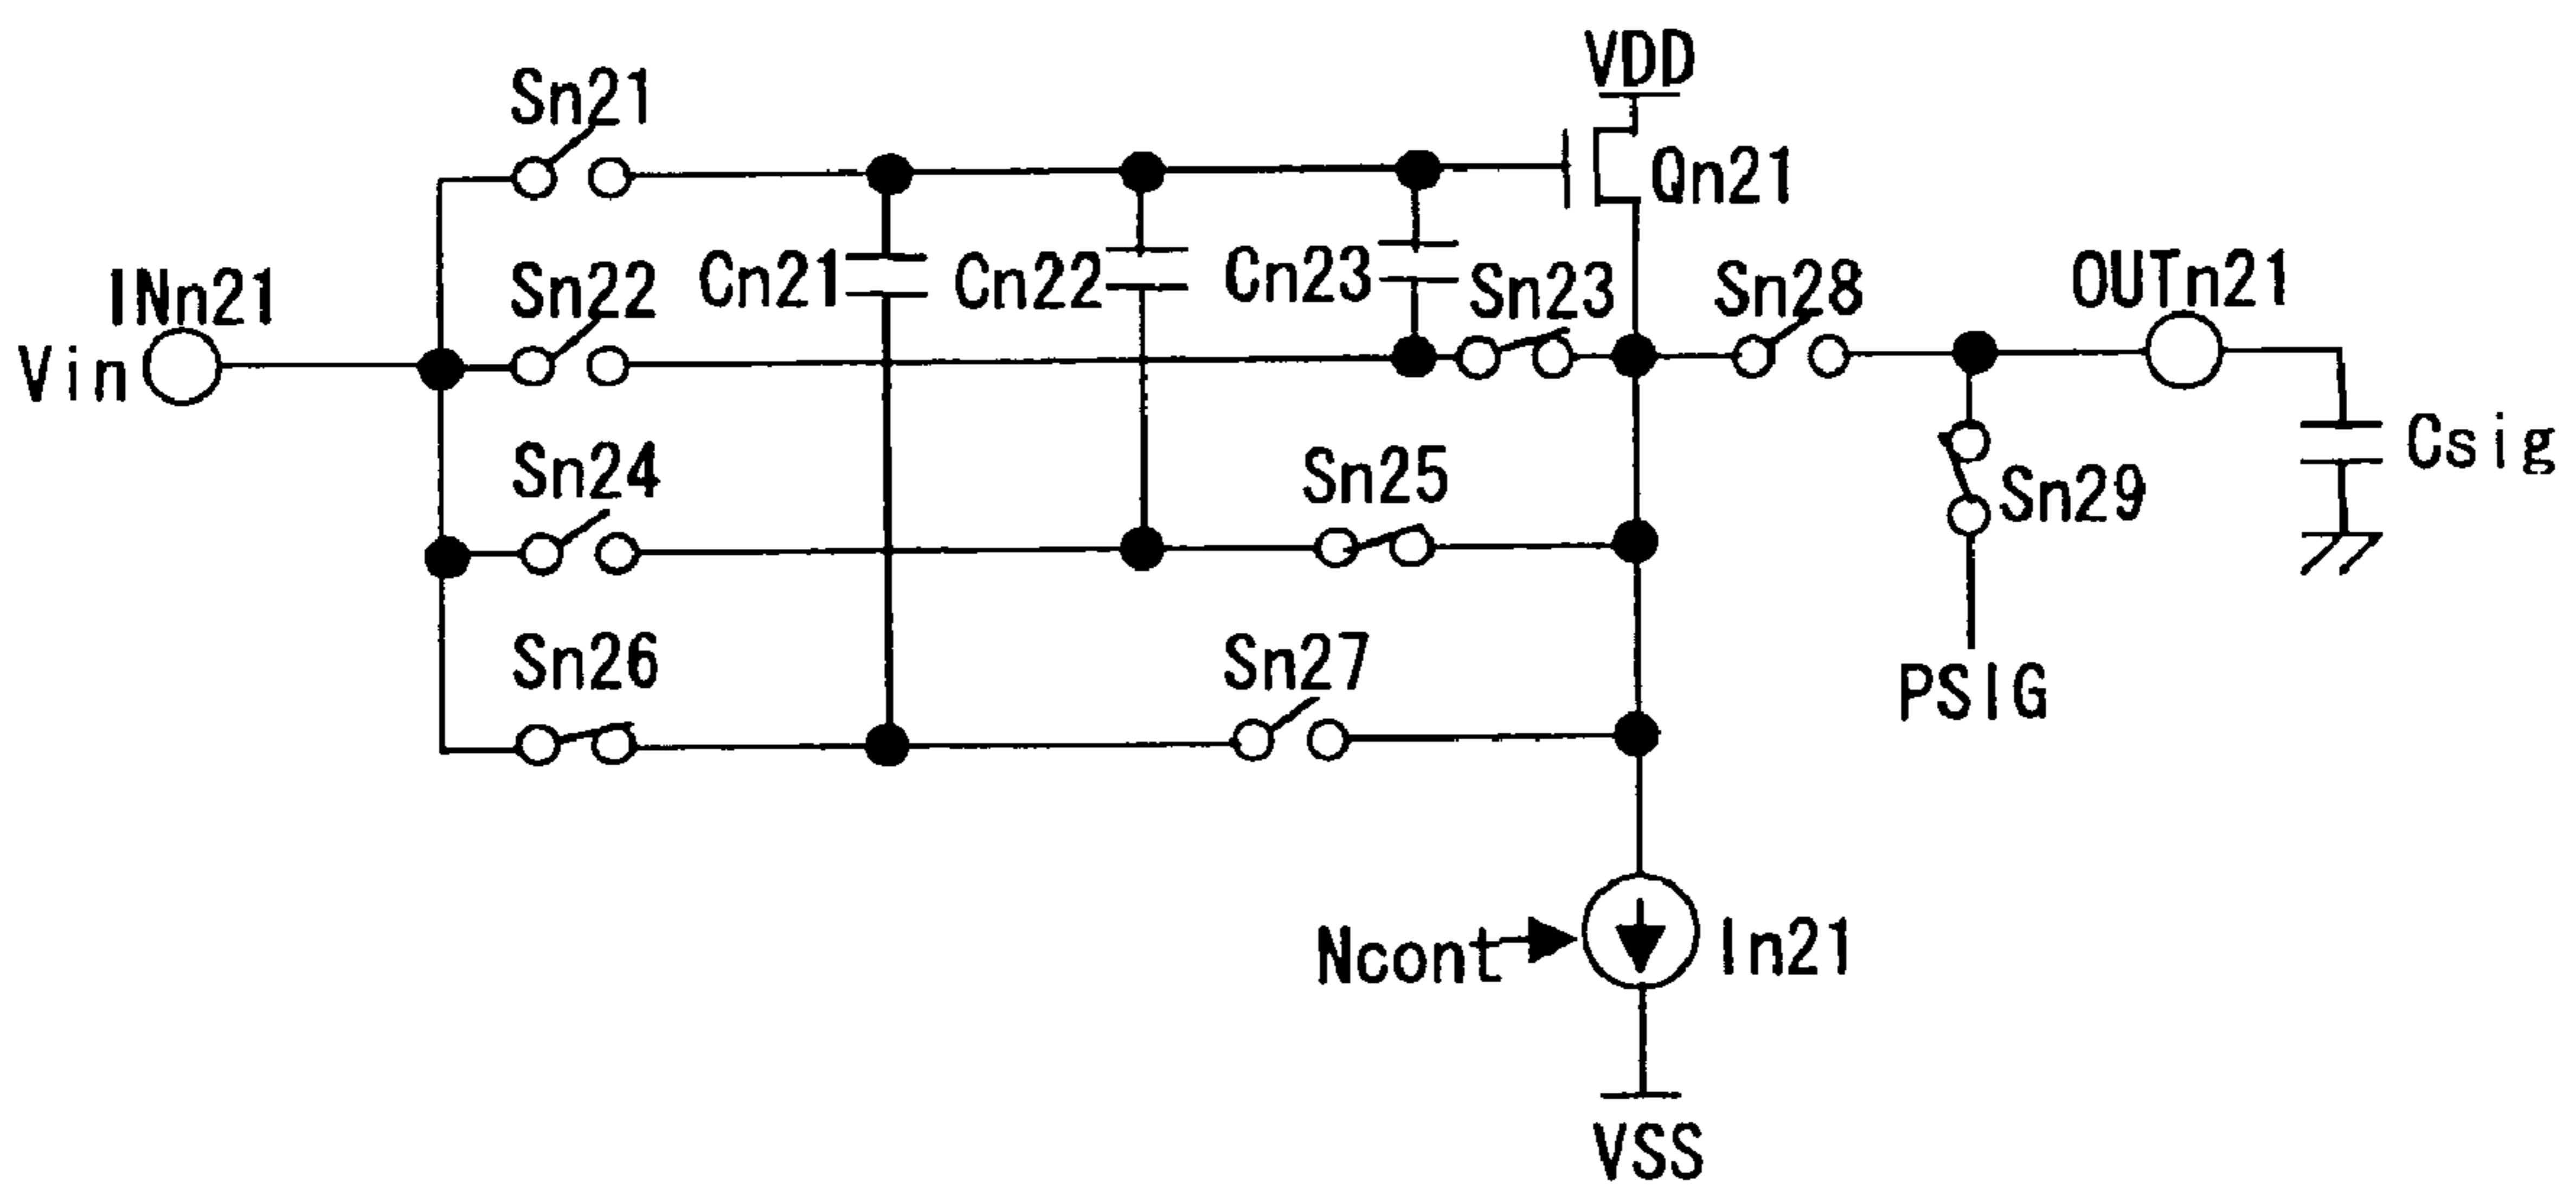 VDD
Sn21
Qn21
INn21
Vin
Sn22
Cn21
Cn22
Cn23
Sn23
Sn28
OUTn21
Csig
Sn24
Sn25
Sn29
Sn26
Sn27
PSIG
Ncont
In21
VSS